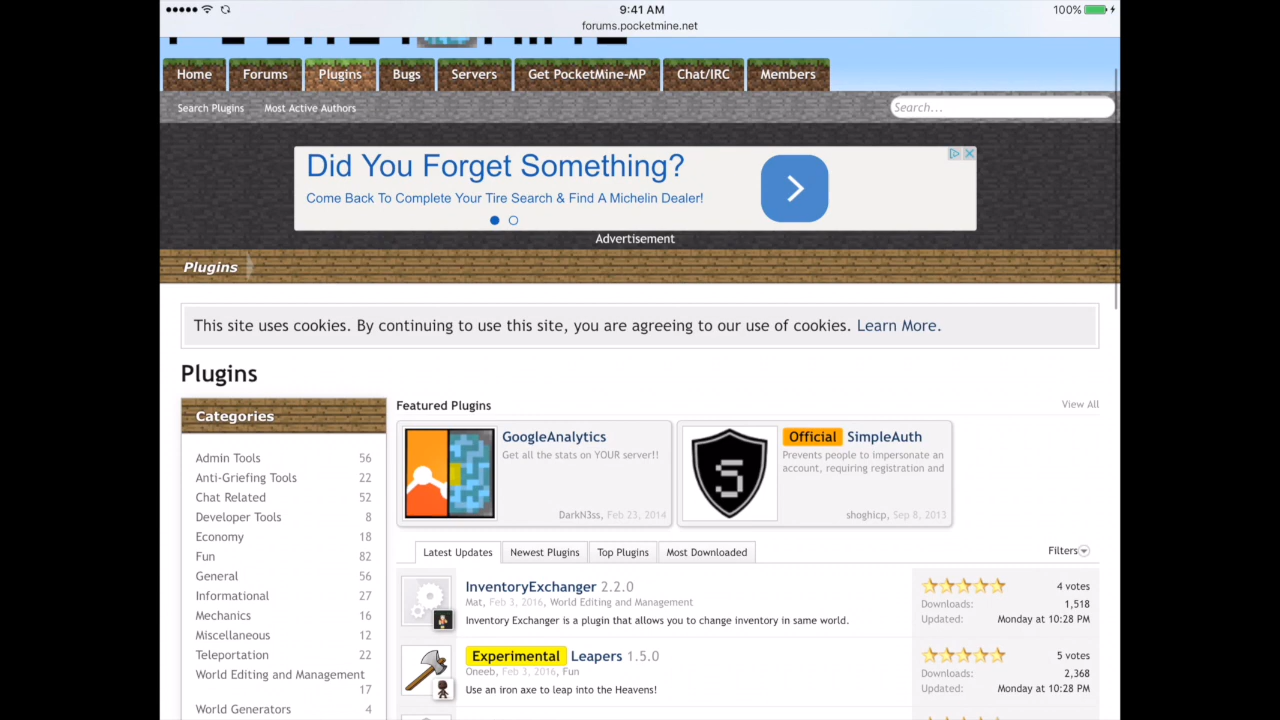 9:41 AM
100%
forums.pocketmine.net
Home
Forums
Plugins
Bugs
Servers
Get PocketMine-MP
Chat/IRC
Members
Search Plugins
Most Active Authors
Search...
Did You Forget Something?
Come Back To Complete Your Tire Search & Find A Michelin Dealer!
Advertisement
Plugins
This site uses cookies. By continuing to use this site, you are agreeing to our use of cookies. Learn More.
Plugins
Categories
Admin Tools 56
Anti-Griefing Tools 22
Chat Related 52
Developer Tools 8
Economy 18
Fun 82
General 56
Informational 27
Mechanics 16
Miscellaneous 12
Teleportation 22
World Editing and Management
17
World Generators 4
Featured Plugins
View All
GoogleAnalytics
Get all the stats on YOUR server!!
DarkN3ss, Feb 23, 2014
S
Official SimpleAuth
Prevents people to impersonate an
account, requiring registration and
shoghicp, Sep 8, 2013
Latest Updates
Newest Plugins
Top Plugins
Most Downloaded
Filters
InventoryExchanger 2.2.0
Mat, Feb 3, 2016, World Editing and Management
Inventory Exchanger is a plugin that allows you to change inventory in same world.
4 votes
Downloads: 1,518
Updated: Monday at 10:28 PM
Experimental Leapers 1.5.0
Oneeb, Feb 3, 2016, Fun
Use an iron axe to leap into the Heavens!
5 votes
Downloads: 2,368
Updated: Monday at 10:28 PM